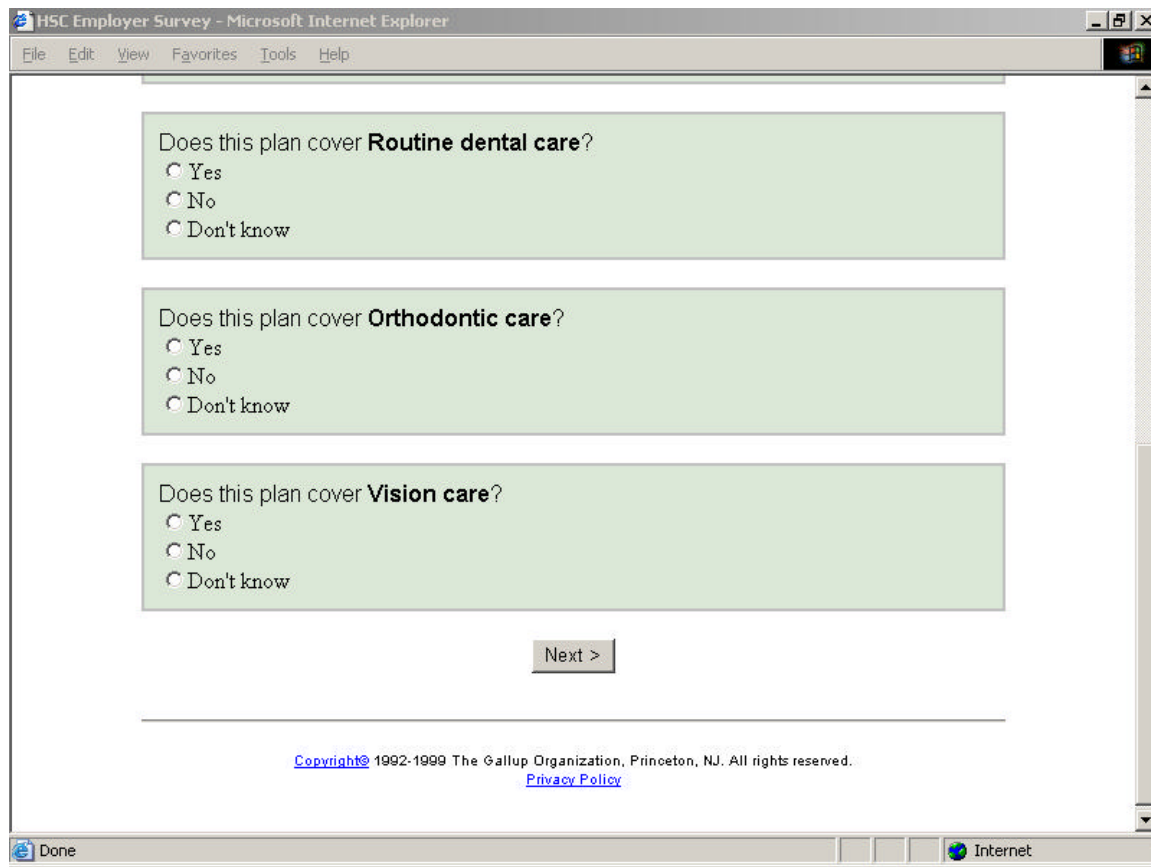 HSC Employer Survey - Microsoft Internet Explorer
File Edit View Favorites Tools Help
Does this plan cover Routine dental care?
Yes
No
Don't know
Does this plan cover Orthodontic care?
Yes
No
Don't know
Does this plan cover Vision care?
Yes
No
Don't know
Next >
Copyright© 1992-1999 The Gallup Organization, Princeton, NJ. All rights reserved.
Privacy Policy
Done Internet